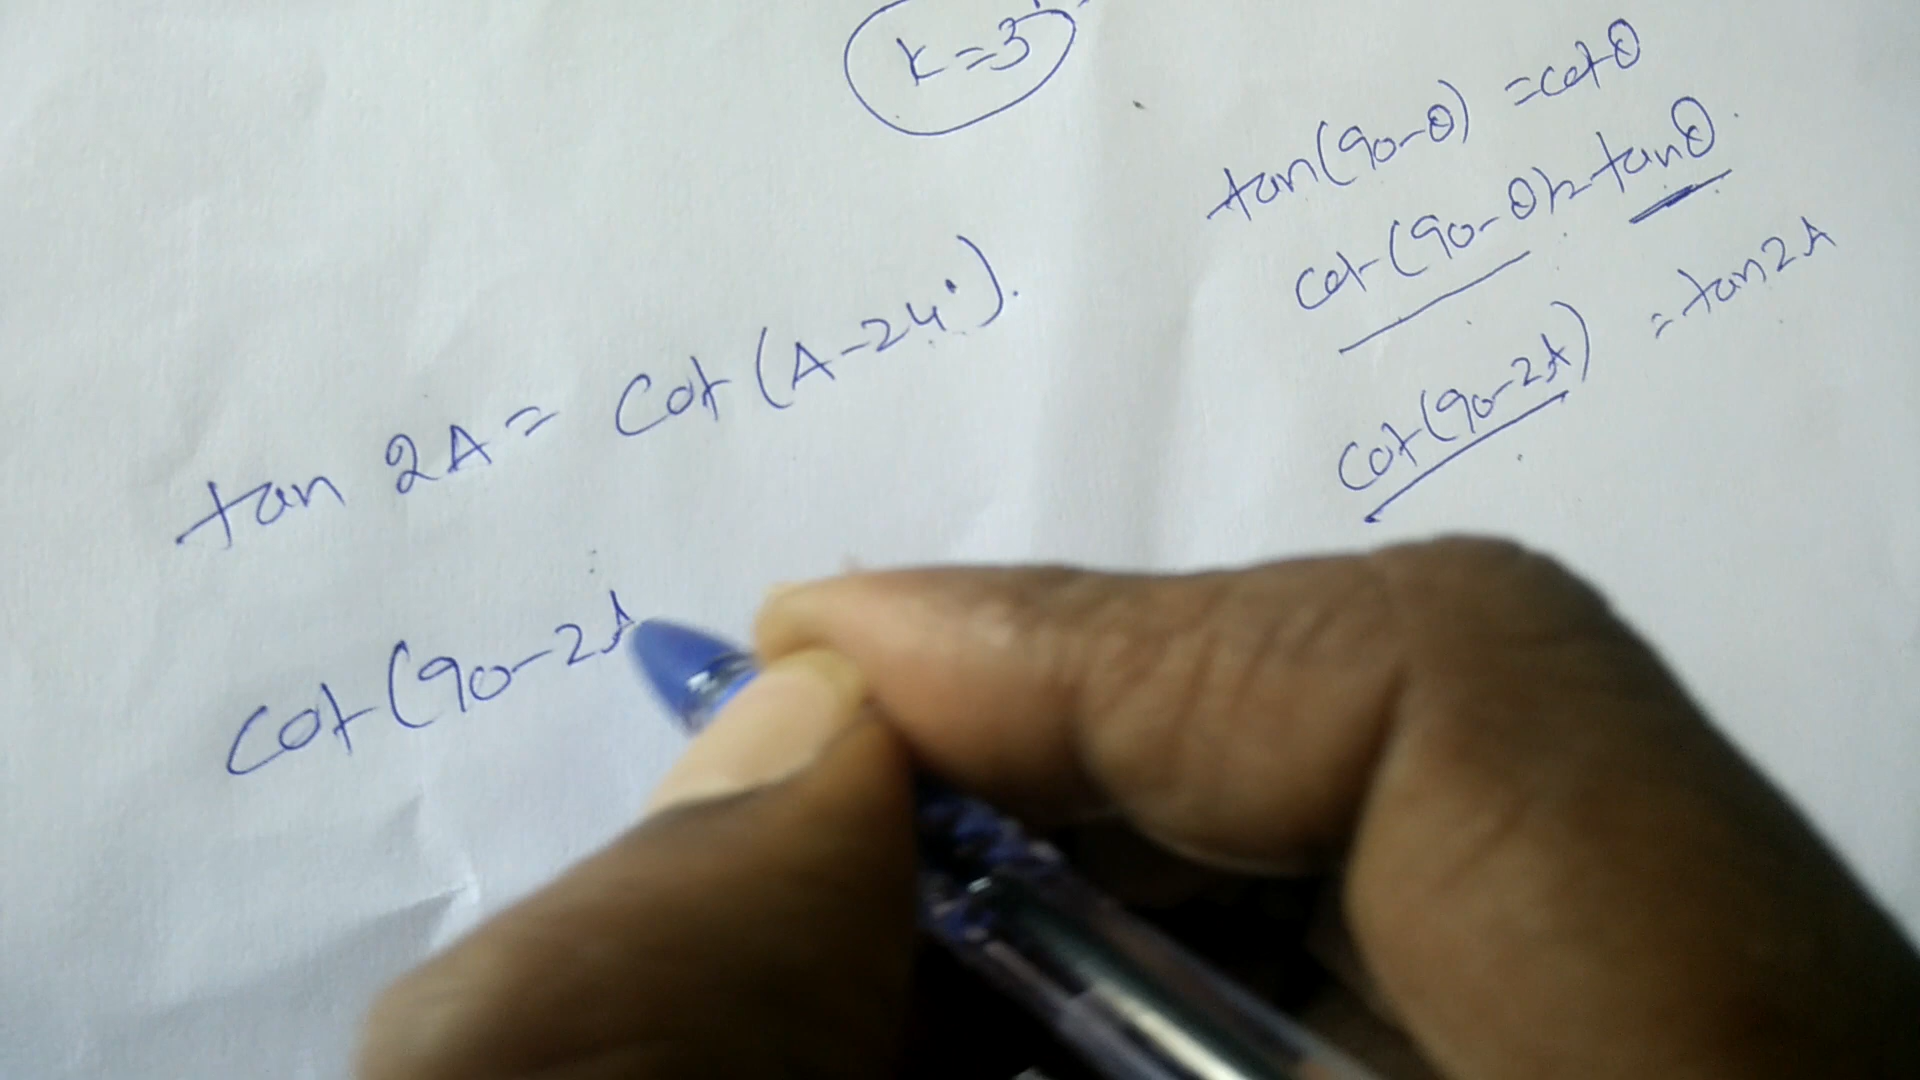 k=3
tan(90-θ) =cotθ
cot(90-θ)=tanθ.
cot(90-2A) =tan2A
tan 2A= Cot (A-24°).
cot(90-2A